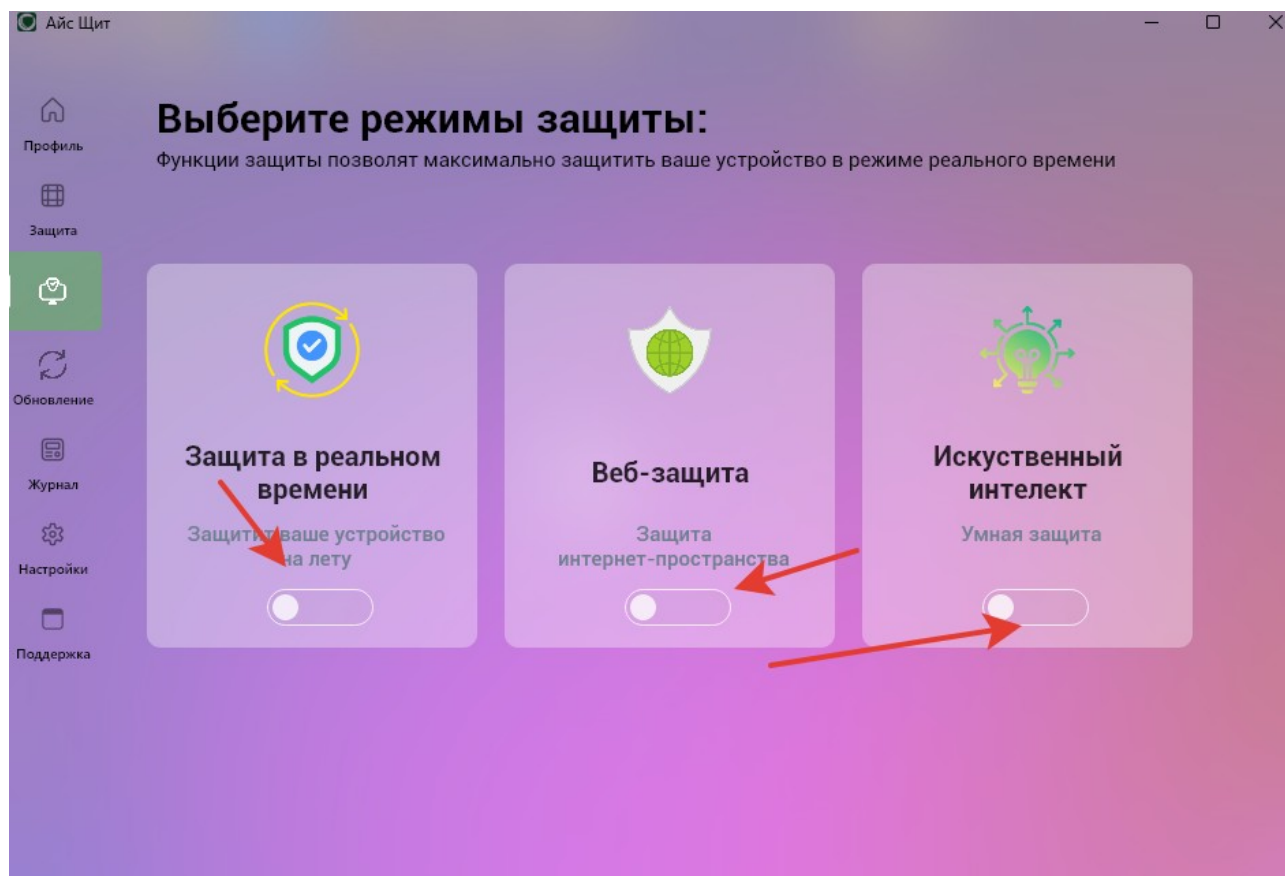 Айс Щит
Профиль
Защита
Обновление
Журнал
Настройки
Поддержка
Выберите режимы защиты:
Функции защиты позволят максимально защитить ваше устройство в режиме реального времени
Защита в реальном
времени
Защитит ваше устройство
на лету
Веб-защита
Защита
интернет-пространства
Искуственный
интелект
Умная защита